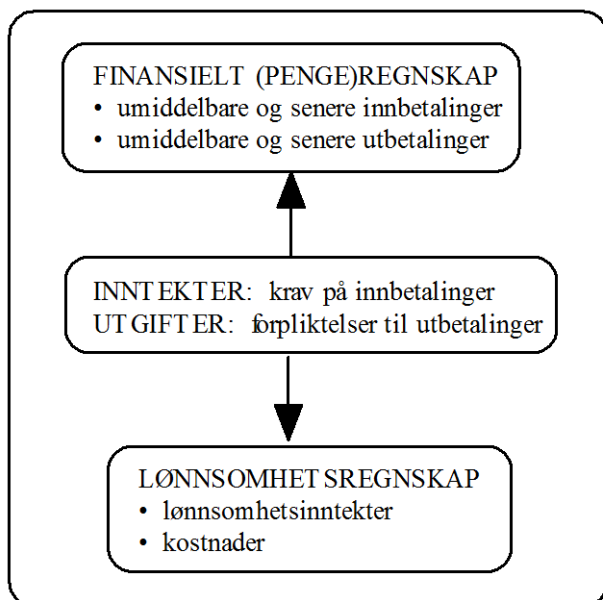 FINANSIELT (PENGE)REGNSKAP
• umiddelbare og senere innbetalinger
• umiddelbare og senere utbetalinger
INNTEKTER: krav på innbetalinger
UTGIFTER: forpliktelser til utbetalinger
LØNNSOMHETSREGNSKAP
• lønnsomhetsinntekter
• kostnader